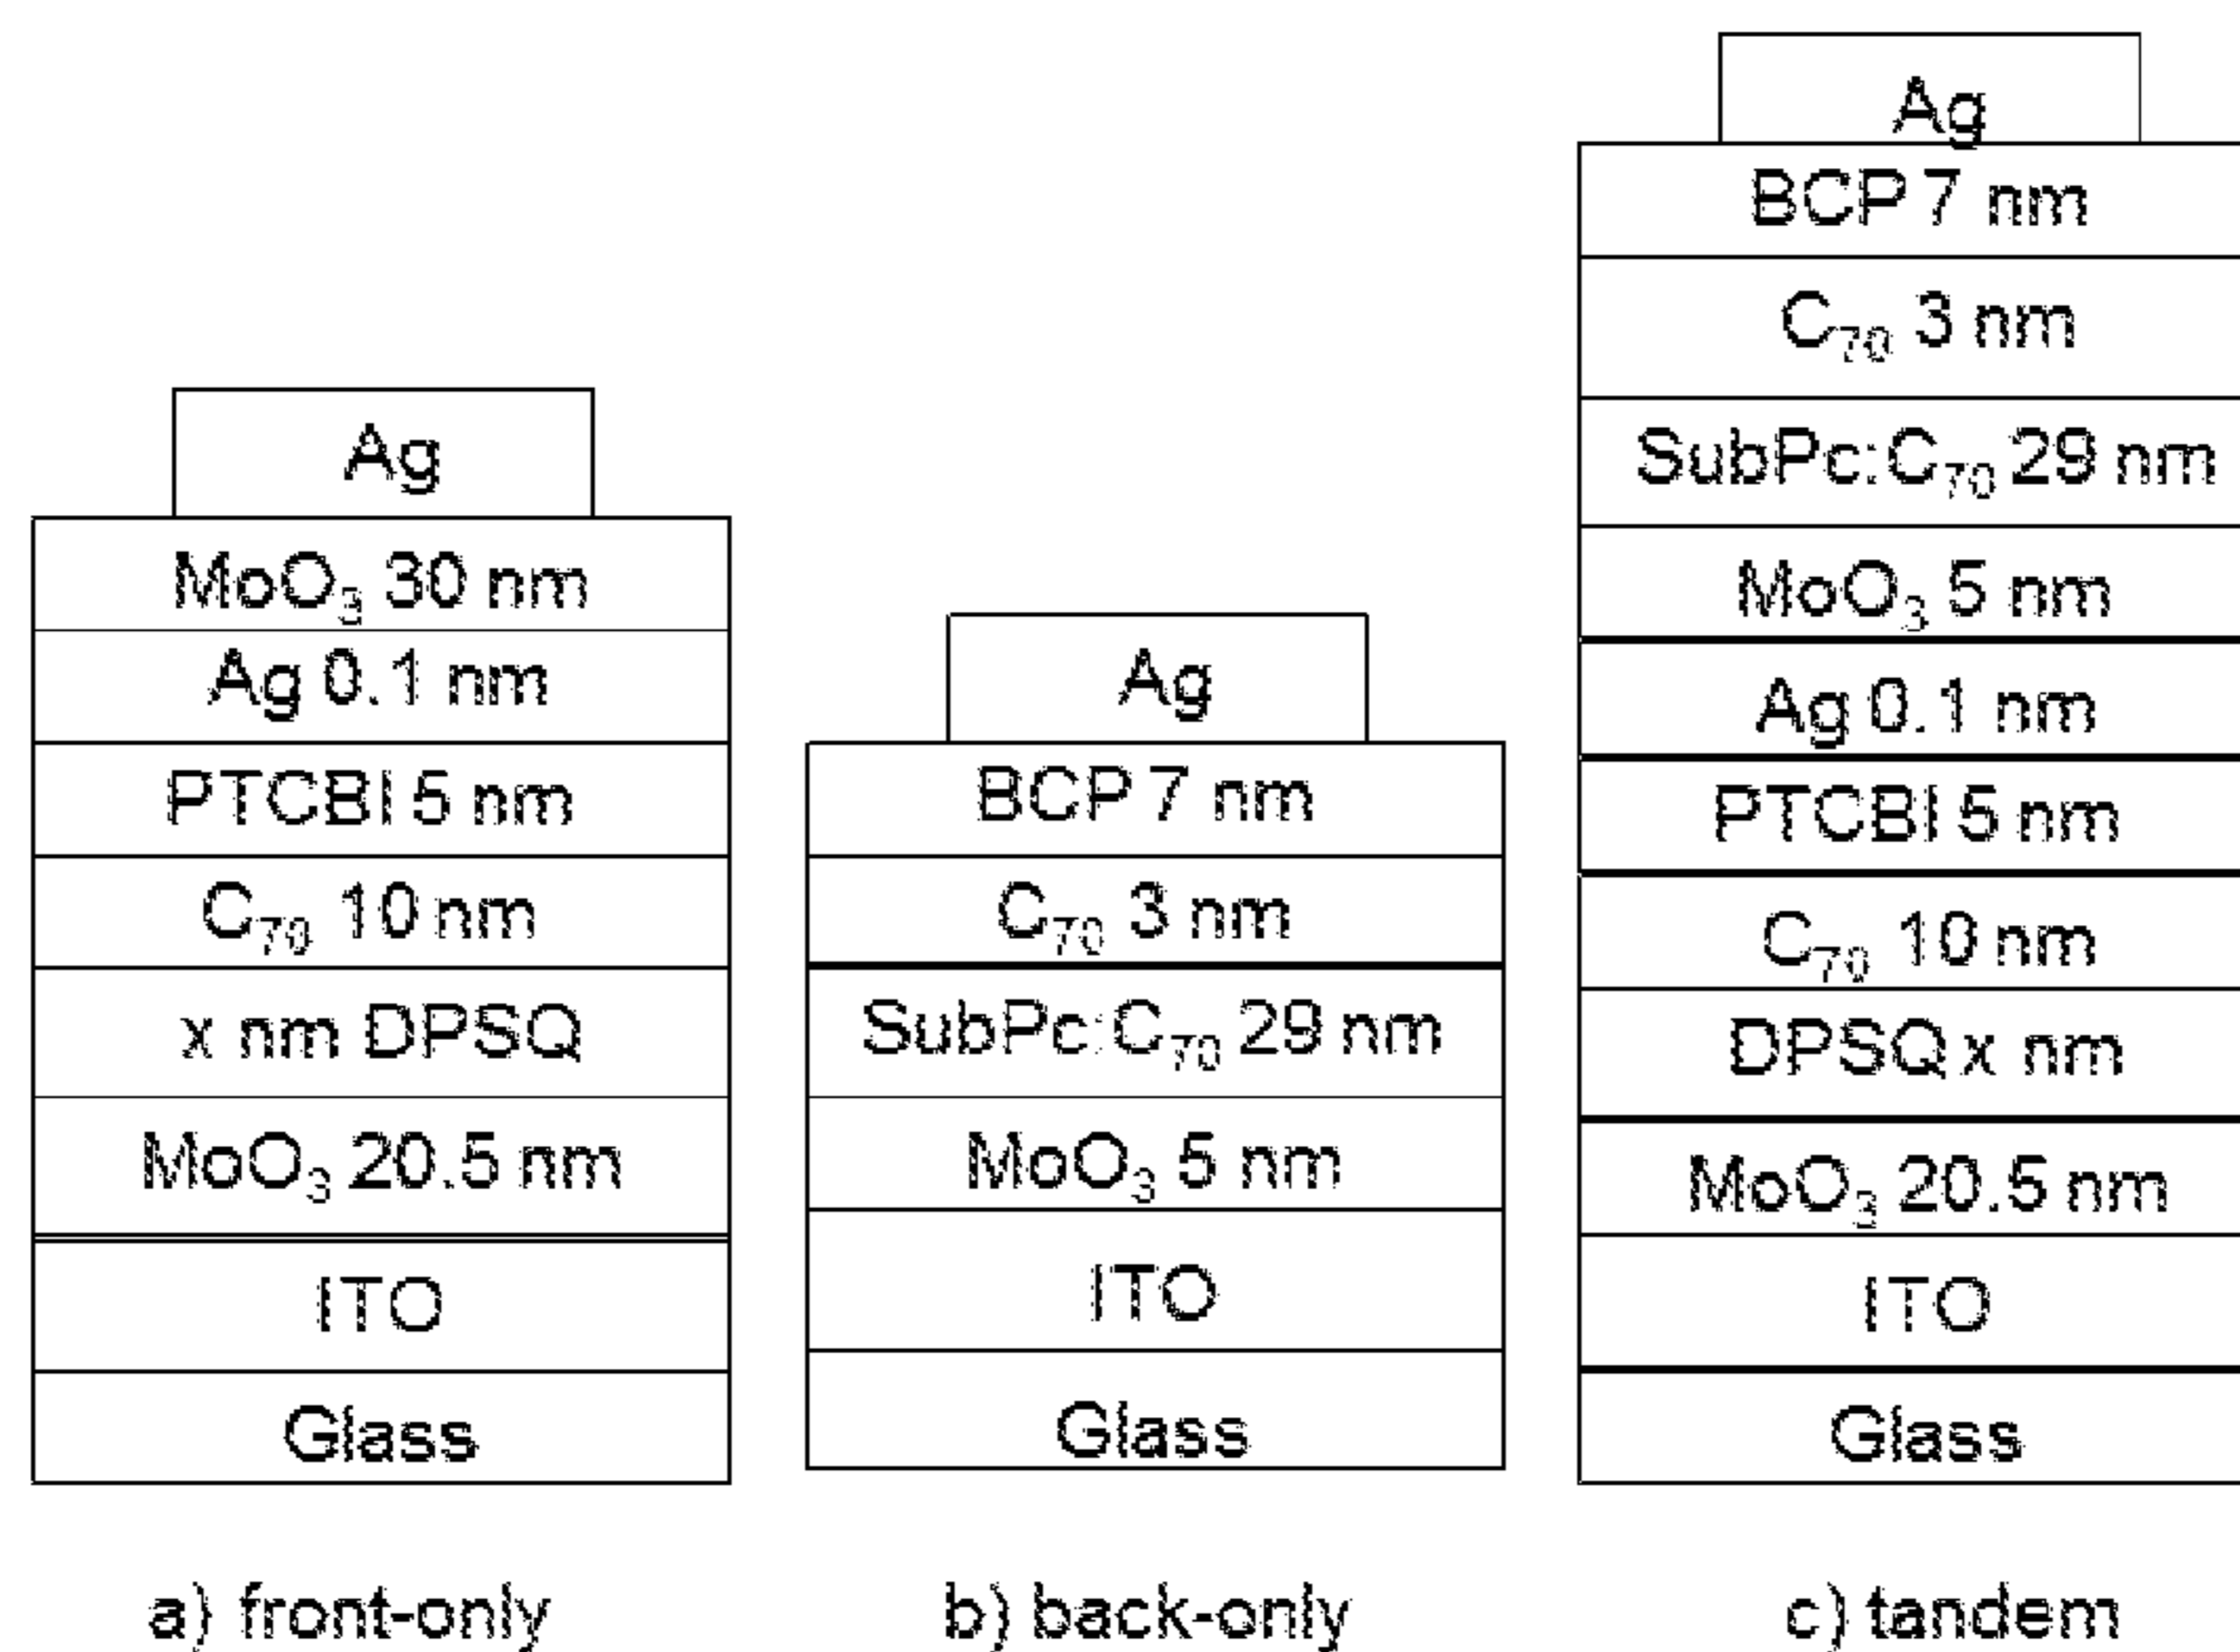 Ag
MoO₃ 30 nm
Ag 0.1 nm
PTCBI 5 nm
C₇₀ 10 nm
x nm DPSQ
MoO₃ 20.5 nm
ITO
Glass
a) front-only
Ag
BCP 7 nm
C₇₀ 3 nm
SubPc:C₇₀ 29 nm
MoO₃ 5 nm
ITO
Glass
b) back-only
Ag
BCP 7 nm
C₇₀ 3 nm
SubPc:C₇₀ 29 nm
MoO₃ 5 nm
Ag 0.1 nm
PTCBI 5 nm
C₇₀ 10 nm
DPSQ x nm
MoO₃ 20.5 nm
ITO
Glass
c) tandem